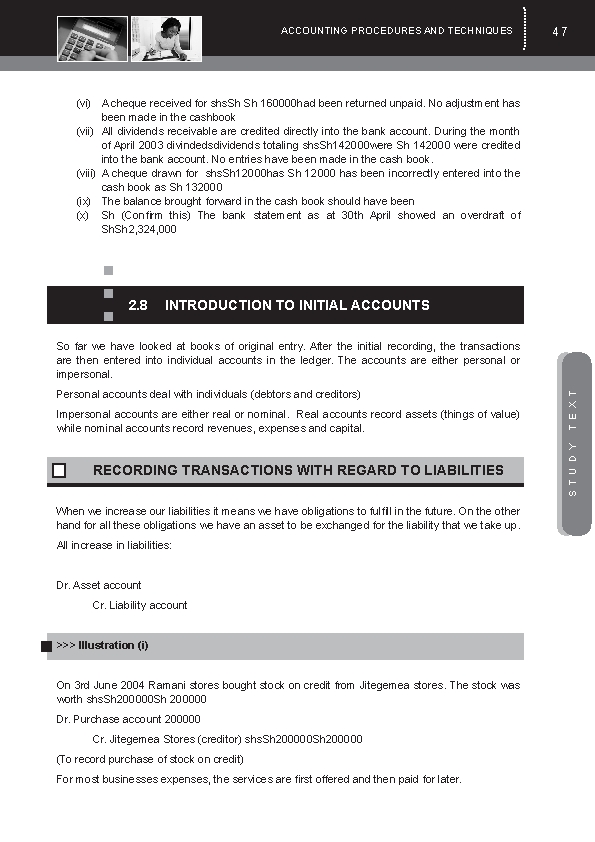 ACCOUNTING PROCEDURES AND TECHNIQUES
47
(vi) A cheque received for shsSh Sh 160000had been returned unpaid. No adjustment has
been made in the cashbook
(vii) All dividends receivable are credited directly into the bank account. During the month
of April 2003 divindedsdividends totaling shsSh142000were Sh 142000 were credited
into the bank account. No entries have been made in the cash book.
(viii) A cheque drawn for shsSh12000has Sh 12000 has been incorrectly entered into the
cash book as Sh 132000
(ix) The balance brought forward in the cash book should have been
(x) Sh (Confirm this) The bank statement as at 30th April showed an overdraft of
ShSh2,324,000
2.8 INTRODUCTION TO INITIAL ACCOUNTS
So far we have looked at books of original entry. After the initial recording, the transactions
are then entered into individual accounts in the ledger. The accounts are either personal or
impersonal.
Personal accounts deal with individuals (debtors and creditors)
Impersonal accounts are either real or nominal. Real accounts record assets (things of value)
while nominal accounts record revenues, expenses and capital.
RECORDING TRANSACTIONS WITH REGARD TO LIABILITIES
When we increase our liabilities it means we have obligations to fulfill in the future. On the other
hand for all these obligations we have an asset to be exchanged for the liability that we take up.
All increase in liabilities:
Dr. Asset account
Cr. Liability account
>>> Illustration (i)
On 3rd June 2004 Ramani stores bought stock on credit from Jitegemea stores. The stock was
worth shsSh200000Sh 200000
Dr. Purchase account 200000
Cr. Jitegemea Stores (creditor) shsSh200000Sh200000
(To record purchase of stock on credit)
For most businesses expenses, the services are first offered and then paid for later.
STUDY TEXT